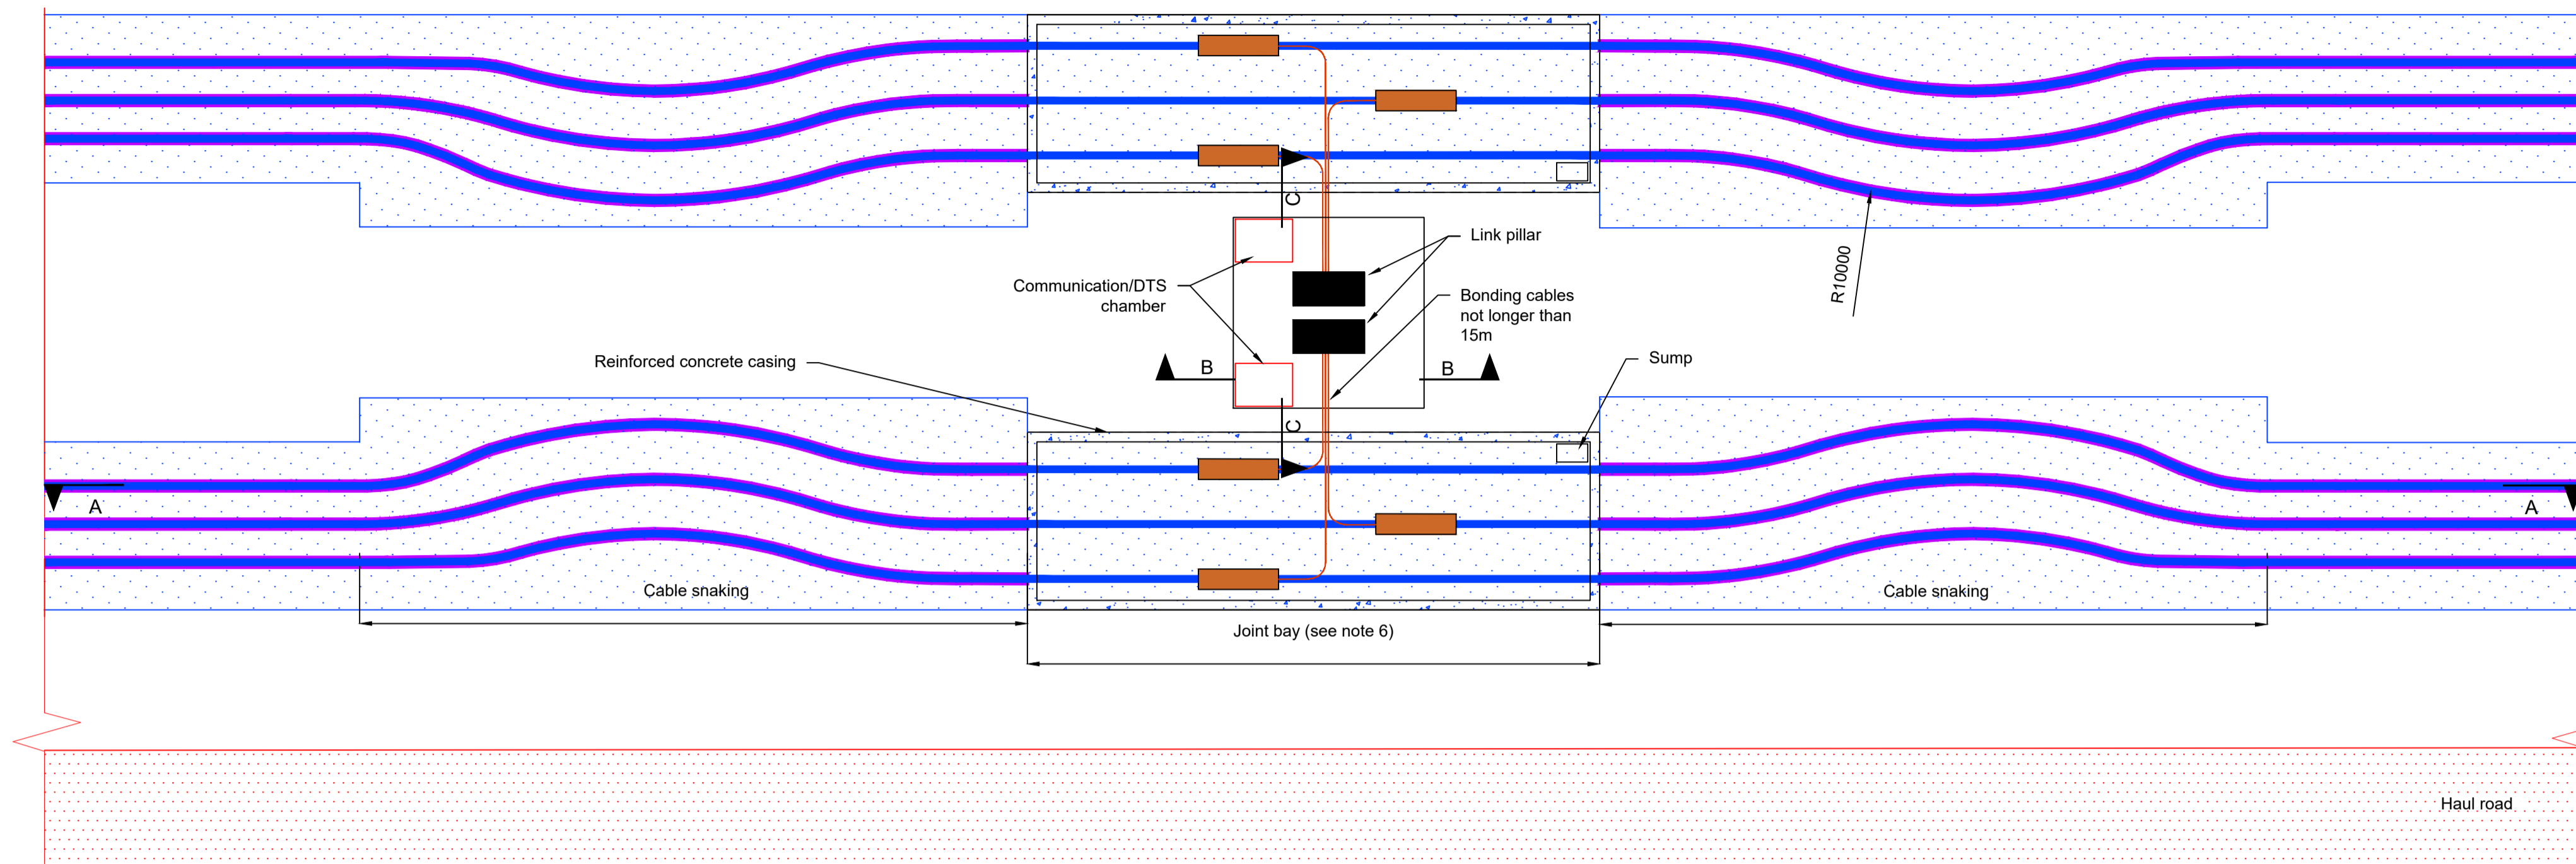 C
Link pillar
R10000
Communication/DTS
chamber
Bonding cables
not longer than
15m
Reinforced concrete casing
B
B
Sump
C
A
A
Cable snaking
Cable snaking
Joint bay (see note 6)
Haul road